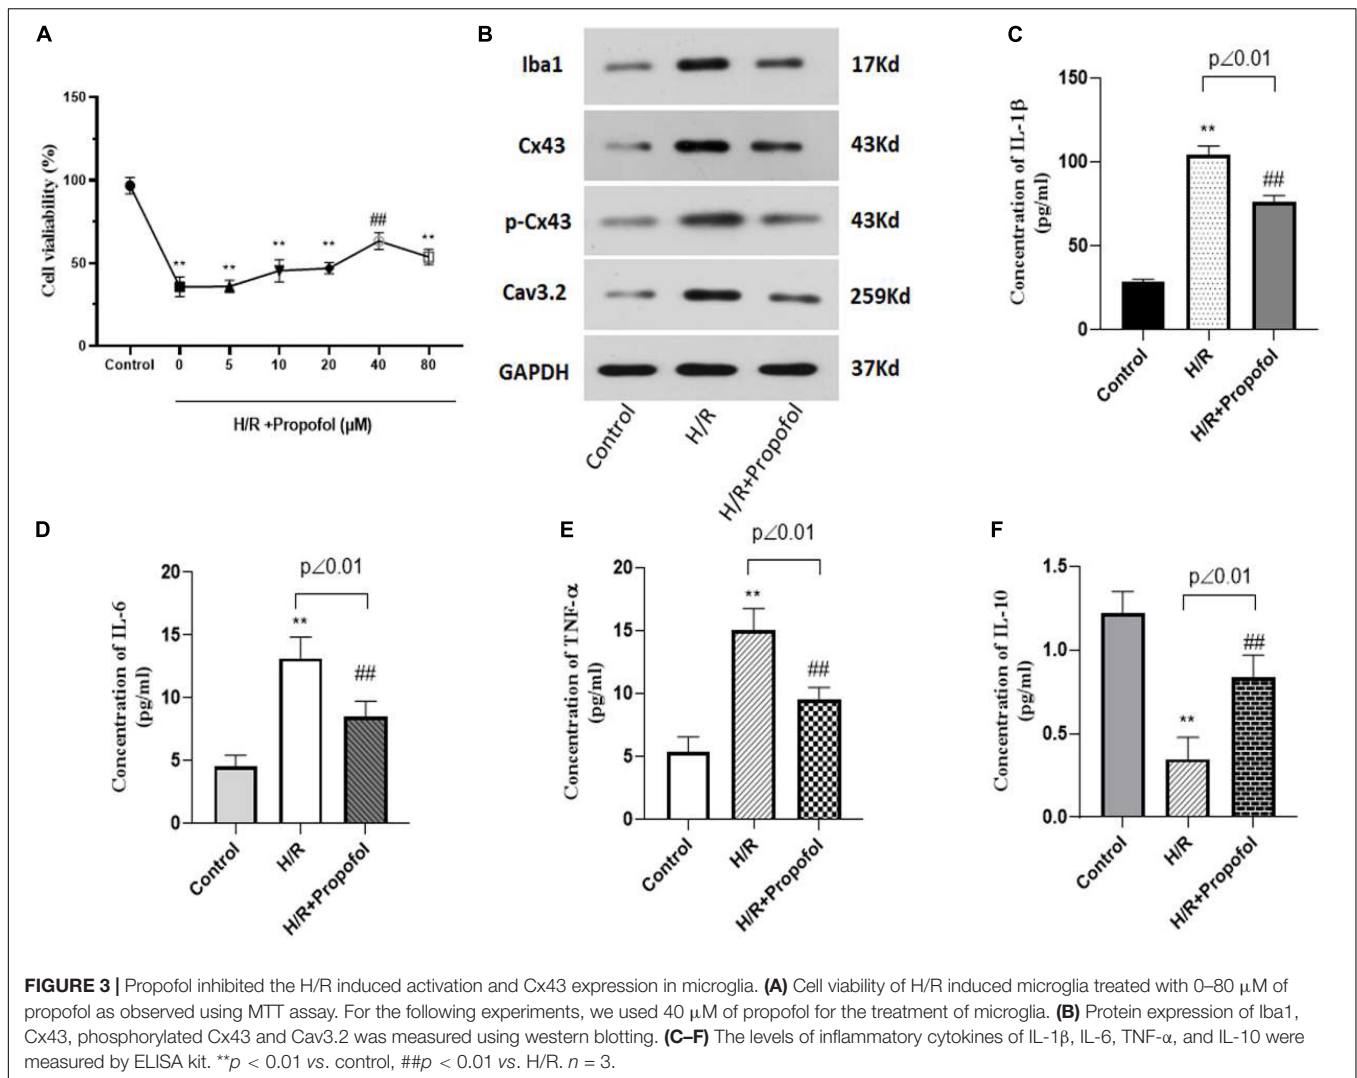 A
150
100
50
0
Cell vialiability (%)
**
**
**
**
##
**
Control 0 5 10 20 40 80
H/R +Propofol (µM)
B
Iba1 17Kd
Cx43 43Kd
p-Cx43 43Kd
Cav3.2 259Kd
GAPDH 37Kd
Control
H/R
H/R+Propofol
C
Concentration of IL-1β
(pg/ml)
150
100
50
0
p∠0.01
**
##
Control
H/R
H/R+Propofol
D
Concentration of IL-6
(pg/ml)
20
15
10
5
0
p∠0.01
**
##
Control
H/R
H/R+Propofol
E
Concentration of TNF-α
(pg/ml)
20
15
10
5
0
p∠0.01
**
##
Control
H/R
H/R+Propofol
F
Concentration of IL-10
(pg/ml)
1.5
1.0
0.5
0.0
p∠0.01
**
##
Control
H/R
H/R+Propofol
FIGURE 3 | Propofol inhibited the H/R induced activation and Cx43 expression in microglia. (A) Cell viability of H/R induced microglia treated with 0–80 µM of
propofol as observed using MTT assay. For the following experiments, we used 40 µM of propofol for the treatment of microglia. (B) Protein expression of Iba1,
Cx43, phosphorylated Cx43 and Cav3.2 was measured using western blotting. (C–F) The levels of inflammatory cytokines of IL-1β, IL-6, TNF-α, and IL-10 were
measured by ELISA kit. **p < 0.01 vs. control, ##p < 0.01 vs. H/R. n = 3.